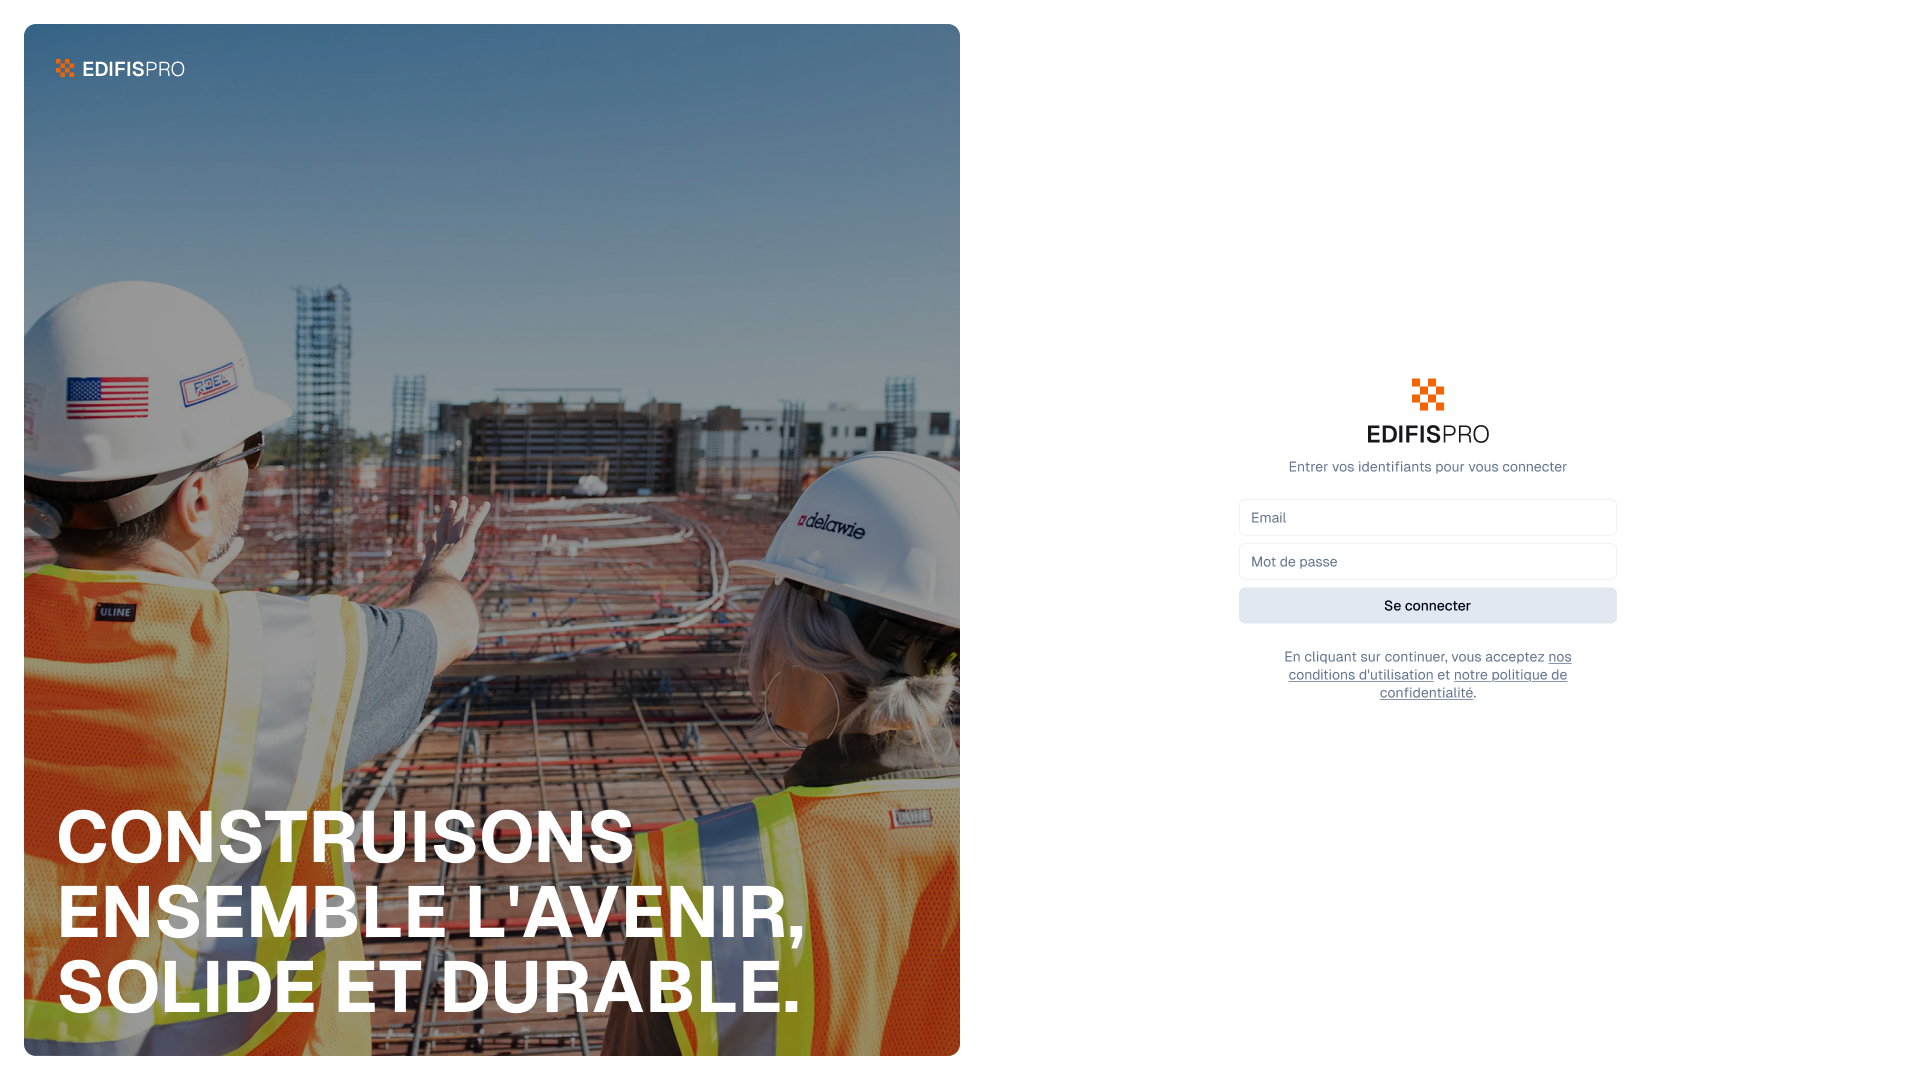 EDIFISPRO
ROEL
delawie
ULINE
CONSTRUISONS
ENSEMBLE L'AVENIR,
SOLIDE ET DURABLE.
EDIFISPRO
Entrer vos identifiants pour vous connecter
Email
Mot de passe
Se connecter
En cliquant sur continuer, vous acceptez nos
conditions d'utilisation et notre politique de
confidentialité.